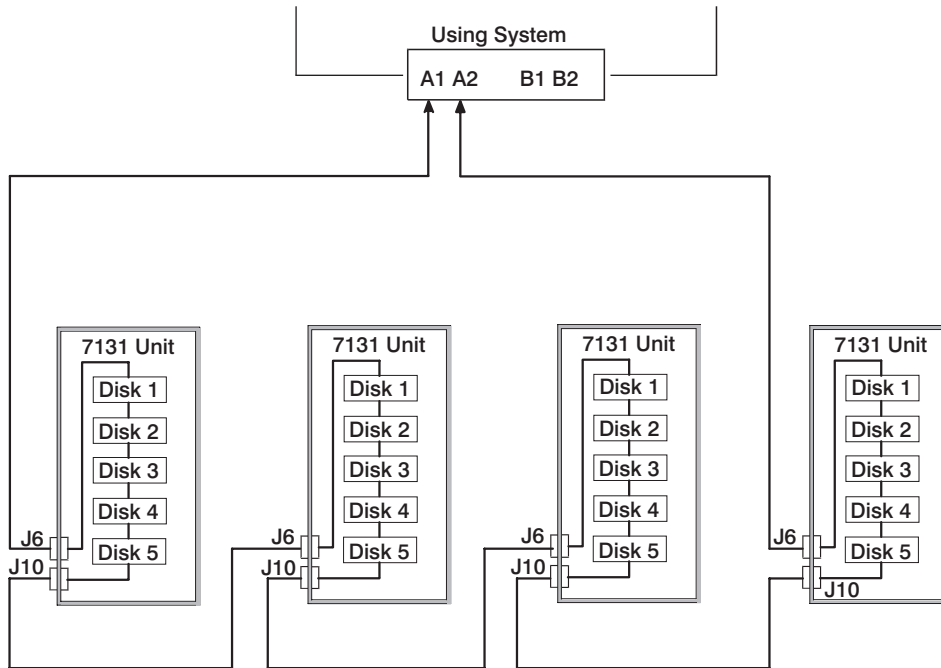 Using System
A1 A2 B1 B2
7131 Unit
Disk 1
Disk 2
Disk 3
Disk 4
Disk 5
J6
J10
7131 Unit
Disk 1
Disk 2
Disk 3
Disk 4
Disk 5
J6
J10
7131 Unit
Disk 1
Disk 2
Disk 3
Disk 4
Disk 5
J6
J10
7131 Unit
Disk 1
Disk 2
Disk 3
Disk 4
Disk 5
J6
J10